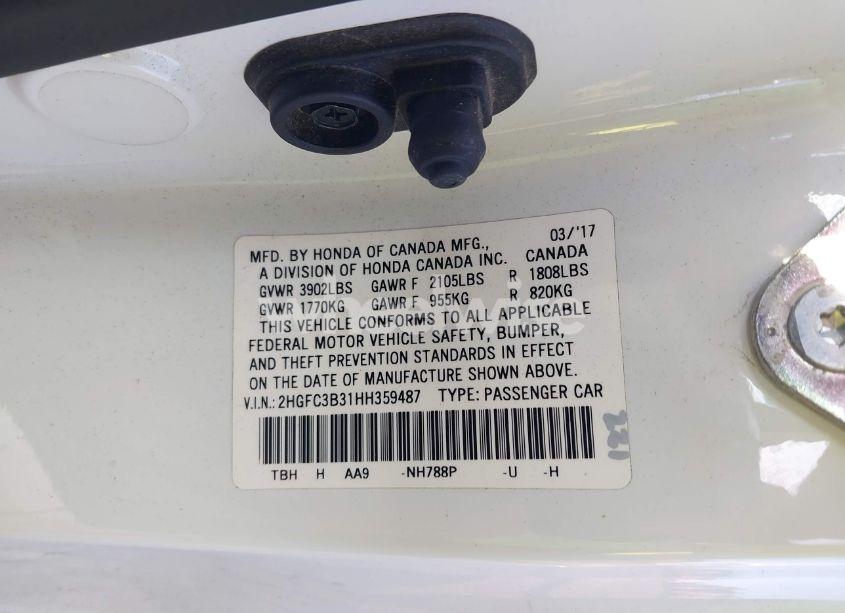 MFD. BY HONDA OF CANADA MFG., 03/'17
A DIVISION OF HONDA CANADA INC. CANADA
GVWR 3902LBS GAWR F 2105LBS R 1808LBS
GVWR 1770KG GAWR F 955KG R 820KG
THIS VEHICLE CONFORMS TO ALL APPLICABLE
FEDERAL MOTOR VEHICLE SAFETY, BUMPER,
AND THEFT PREVENTION STANDARDS IN EFFECT
ON THE DATE OF MANUFACTURE SHOWN ABOVE.
V.I.N.: 2HGFC3B31HH359487 TYPE: PASSENGER CAR
TBH H AA9 -NH788P -U -H